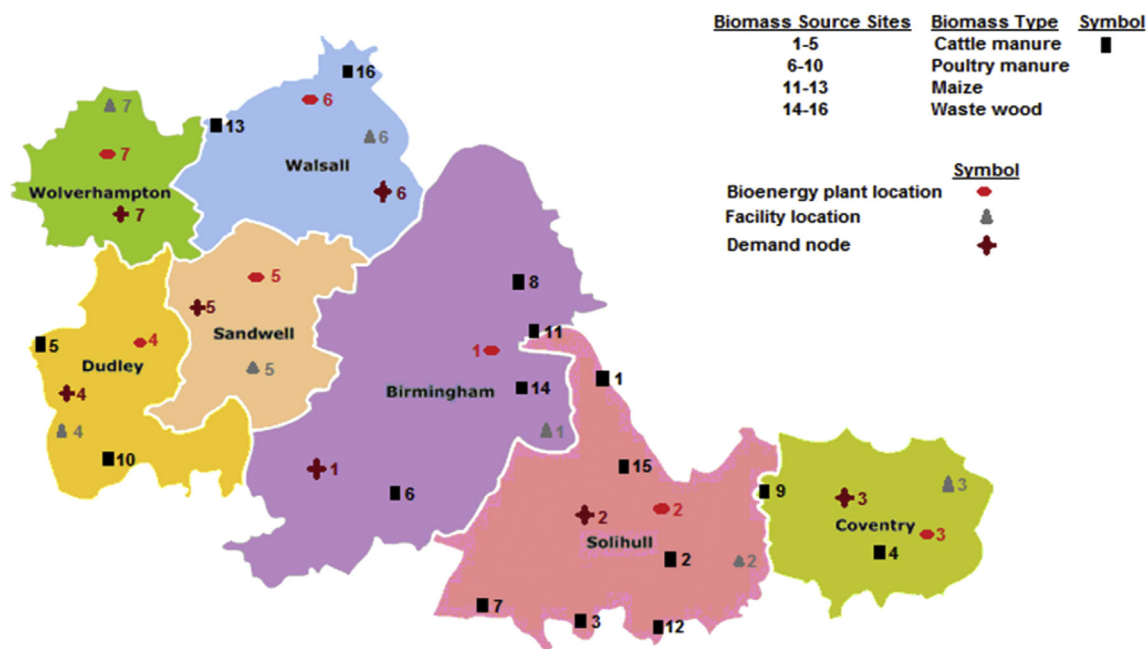 Biomass Source Sites Biomass Type Symbol
1-5 Cattle manure
6-10 Poultry manure
11-13 Maize
14-16 Waste wood
Symbol
Bioenergy plant location
Facility location
Demand node
16
6
7
13
6
7
Walsall
Wolverhampton
6
7
5
8
5
11
Sandwell
4
5
1
Dudley
5
1
Birmingham
14
4
4
1
10
15
1
6
9
3
3
2
2
Coventry
3
Solihull
4
2
2
7
3
12